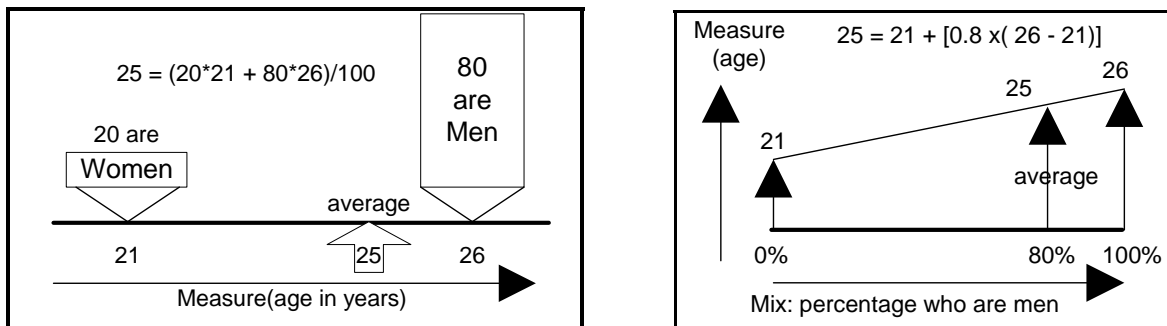 25 = (20*21 + 80*26)/100
80
are
Men
20 are
Women
average
21
25
26
Measure(age in years)
Measure
(age)
25 = 21 + [0.8 x( 26 - 21)]
26
25
21
average
0%
80%
100%
Mix: percentage who are men